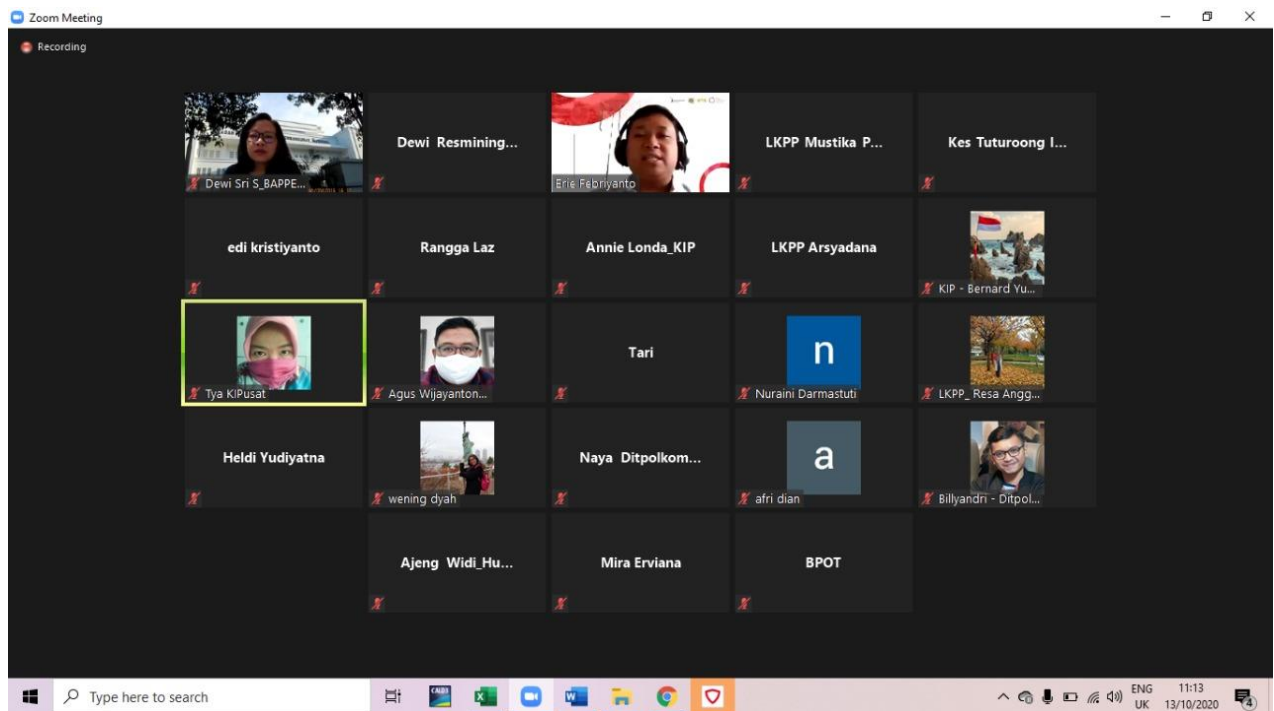 Zoom Meeting
Recording
Dewi Sri S_BAPPE...
Dewi Resmining...
Erie Febriyanto
LKPP Mustika P...
Kes Tuturoong I...
edi kristiyanto
Rangga Laz
Annie Londa_KIP
LKPP Arsyadana
KIP - Bernard Yu...
Tya KIPusat
Agus Wijayanton...
Tari
n
Nuraini Darmastuti
LKPP_ Resa Angg...
Heldi Yudiyatna
wening dyah
Naya Ditpolkom...
a
afri dian
Billyandri - Ditpol...
Ajeng Widi_Hu...
Mira Erviana
BPOT
Type here to search
ENG
UK
11:13
13/10/2020
4